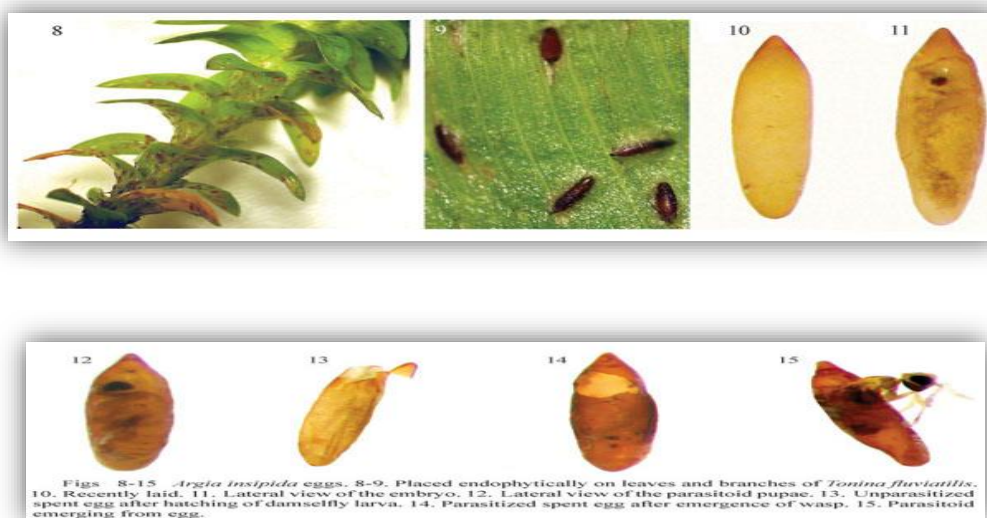 8
9
10
11
12
13
14
15
Figs 8-15 Argia insipida eggs. 8-9. Placed endophytically on leaves and branches of Tonina fluviatilis.
10. Recently laid. 11. Lateral view of the embryo. 12. Lateral view of the parasitoid pupae. 13. Unparasitized
spent egg after hatching of damselfly larva. 14. Parasitized spent egg after emergence of wasp. 15. Parasitoid
emerging from egg.